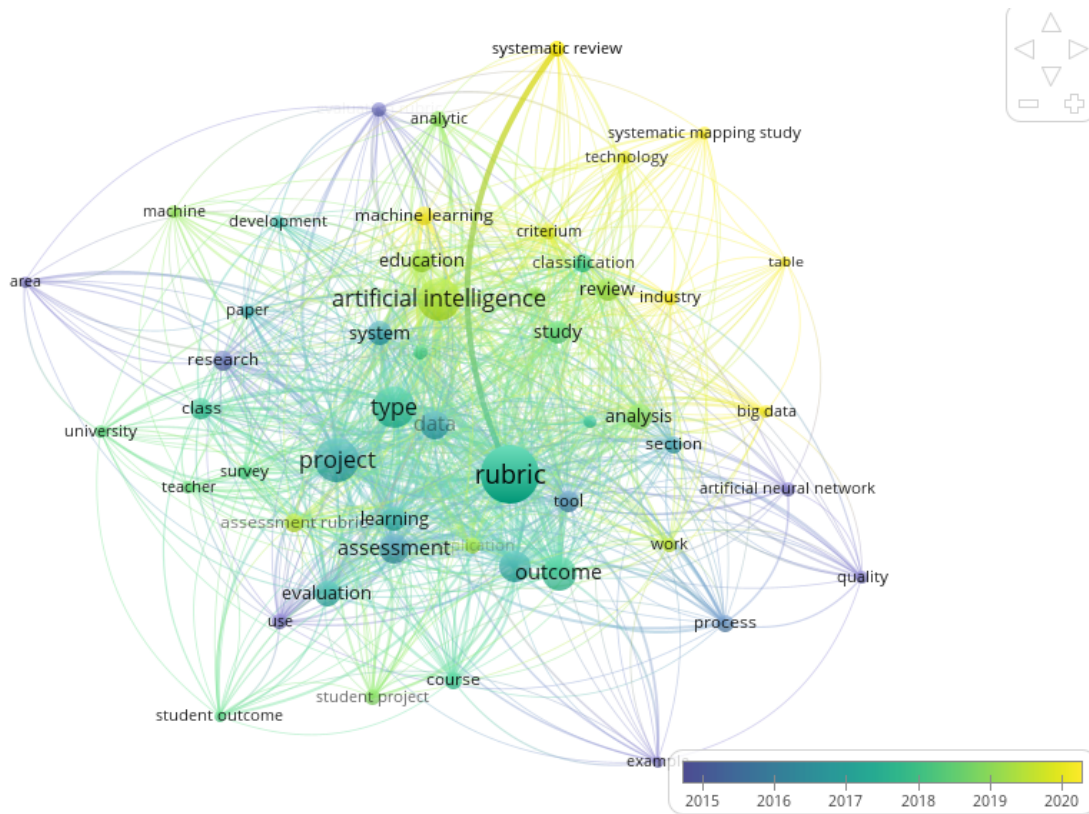 systematic review
analytic
systematic mapping study
technology
machine
development
machine learning
criterium
education
classification
table
area
artificial intelligence
review
industry
paper
system
study
research
class
type
data
analysis
big data
university
section
project
survey
rubric
teacher
tool
artificial neural network
assessment rubric
learning
assessment
work
outcome
quality
evaluation
use
process
course
student project
student outcome
exampl
2015 2016 2017 2018 2019 2020